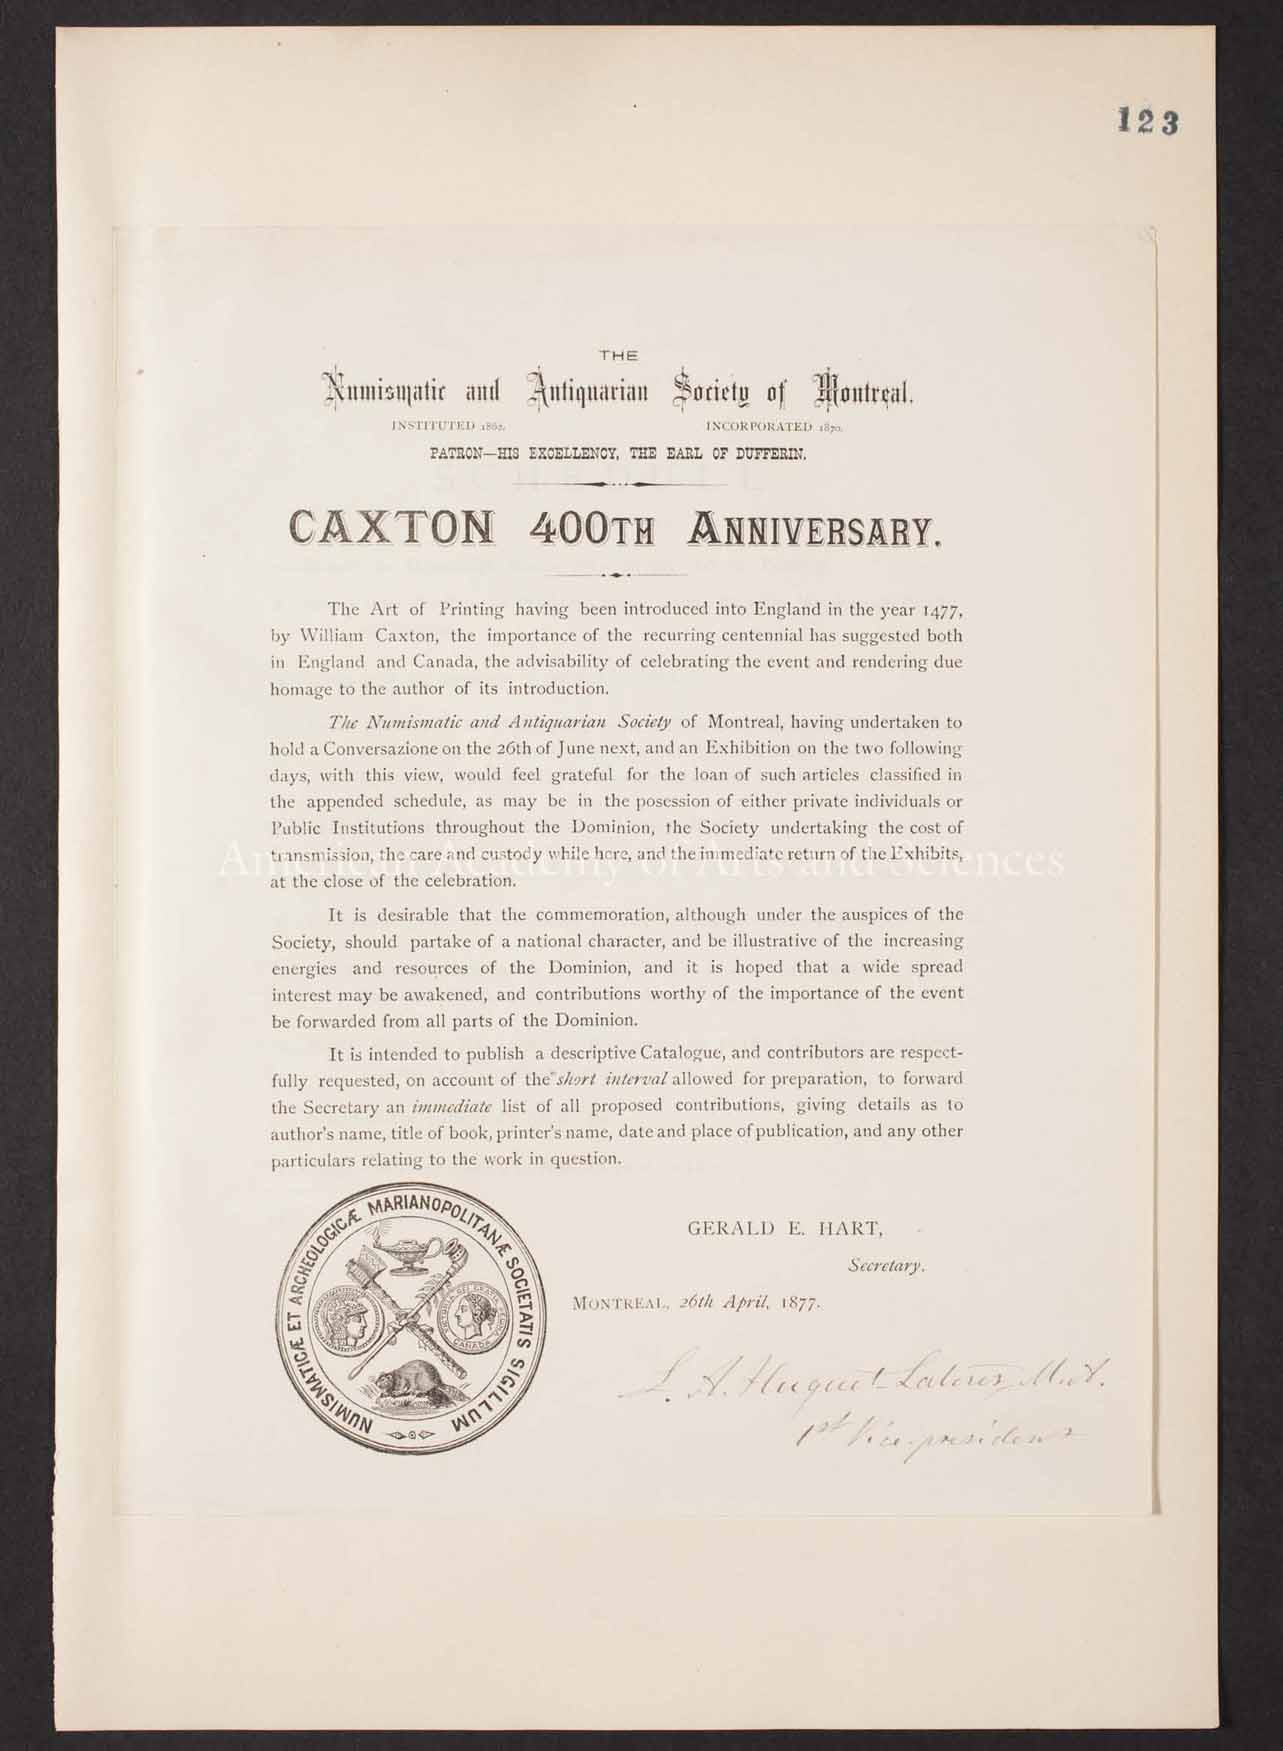 123
THE
Numismatic and Antiquarian Society of Montreal.
INSTITUTED 1862. INCORPORATED 1870.
PATRON—HIS EXCELLENCY, THE EARL OF DUFFERIN.
CAXTON 400TH ANNIVERSARY.
The Art of Printing having been introduced into England in the year 1477,
by William Caxton, the importance of the recurring centennial has suggested both
in England and Canada, the advisability of celebrating the event and rendering due
homage to the author of its introduction.
The Numismatic and Antiquarian Society of Montreal, having undertaken to
hold a Conversazione on the 26th of June next, and an Exhibition on the two following
days, with this view, would feel grateful for the loan of such articles classified in
the appended schedule, as may be in the posession of either private individuals or
Public Institutions throughout the Dominion, the Society undertaking the cost of
transmission, the care and custody while here, and the immediate return of the Exhibits,
at the close of the celebration.
American Academy of Arts and Sciences
It is desirable that the commemoration, although under the auspices of the
Society, should partake of a national character, and be illustrative of the increasing
energies and resources of the Dominion, and it is hoped that a wide spread
interest may be awakened, and contributions worthy of the importance of the event
be forwarded from all parts of the Dominion.
It is intended to publish a descriptive Catalogue, and contributors are respect-
fully requested, on account of the short interval allowed for preparation, to forward
the Secretary an immediate list of all proposed contributions, giving details as to
author's name, title of book, printer's name, date and place of publication, and any other
particulars relating to the work in question.
NUMISMATICÆ ET ARCHEOLOGICÆ MARIANOPOLITANÆ SOCIETATIS SIGILLUM
CANADA
GERALD E. HART,
Secretary.
MONTREAL, 26th April, 1877.
L. A. Huguet-Latour, M.A.
1st Vice-president